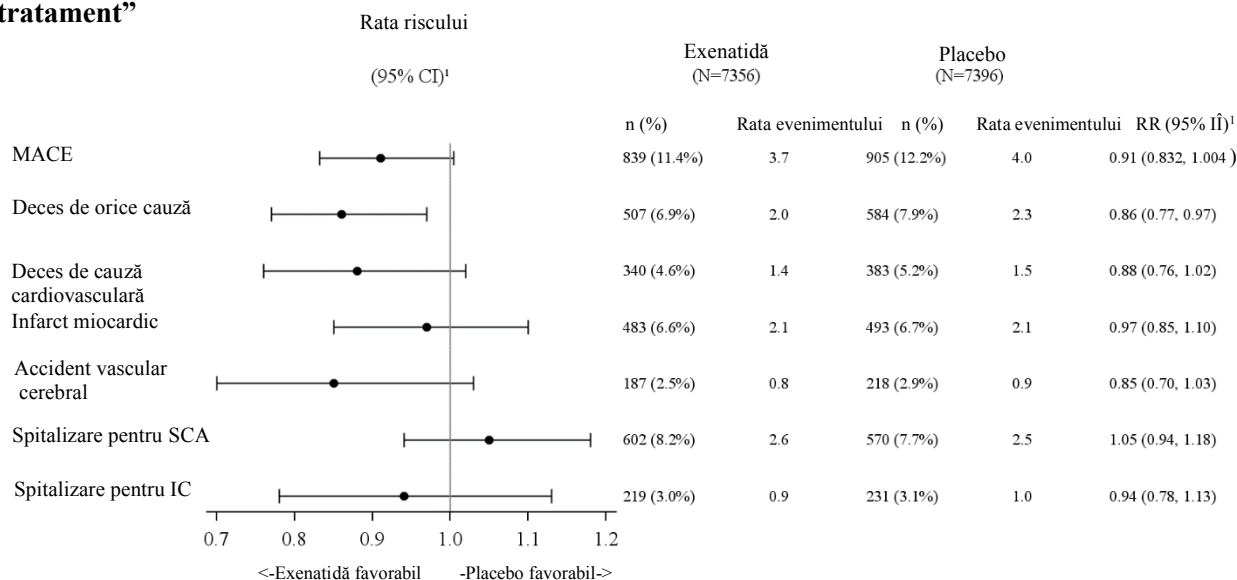 tratament”
Rata riscului
(95% CI)¹
Exenatidă
(N=7356)
Placebo
(N=7396)
n (%) Rata evenimentului n (%) Rata evenimentului RR (95% IÎ)¹
MACE 839 (11.4%) 3.7 905 (12.2%) 4.0 0.91 (0.832, 1.004 )
Deces de orice cauză 507 (6.9%) 2.0 584 (7.9%) 2.3 0.86 (0.77, 0.97)
Deces de cauză
cardiovasculară
340 (4.6%) 1.4 383 (5.2%) 1.5 0.88 (0.76, 1.02)
Infarct miocardic 483 (6.6%) 2.1 493 (6.7%) 2.1 0.97 (0.85, 1.10)
Accident vascular
cerebral
187 (2.5%) 0.8 218 (2.9%) 0.9 0.85 (0.70, 1.03)
Spitalizare pentru SCA 602 (8.2%) 2.6 570 (7.7%) 2.5 1.05 (0.94, 1.18)
Spitalizare pentru IC 219 (3.0%) 0.9 231 (3.1%) 1.0 0.94 (0.78, 1.13)
0.7 0.8 0.9 1.0 1.1 1.2
<-Exenatidă favorabil -Placebo favorabil->